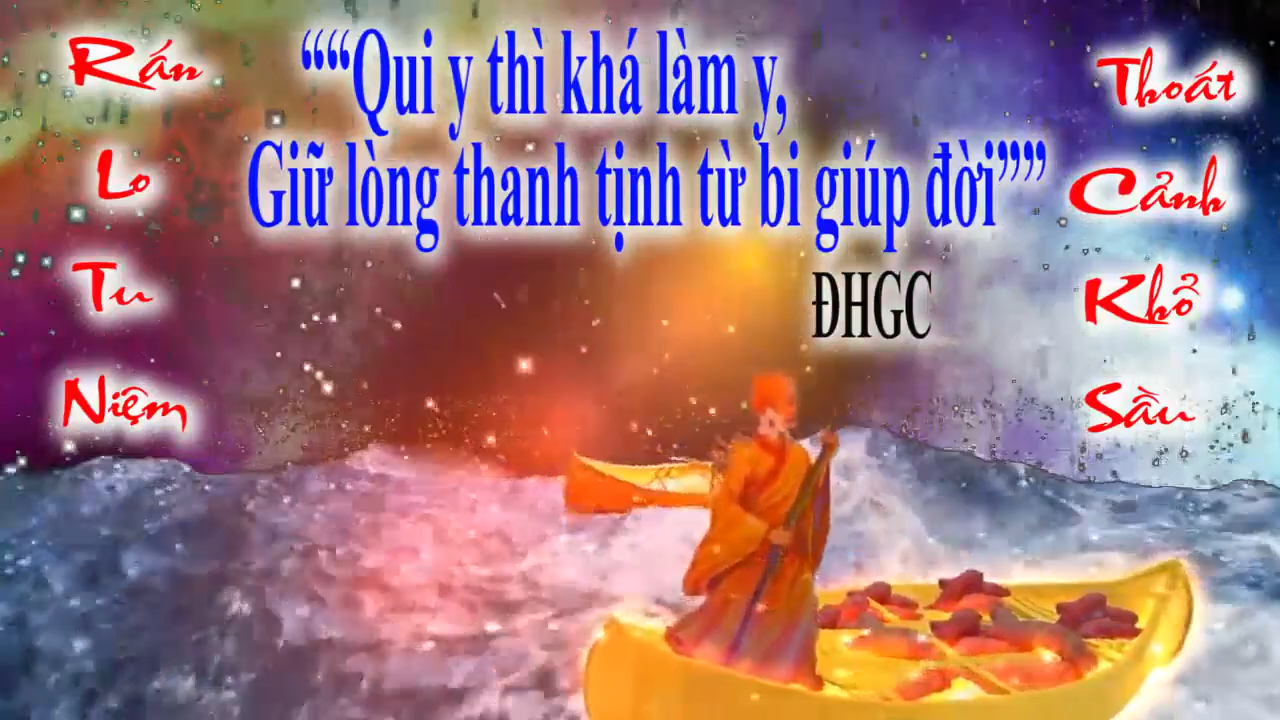 ““Qui y thì khá làm y,
Giữ lòng thanh tịnh từ bi giúp đời””
ĐHGC
Rán
Lo
Tu
Niệm
Thoát
Cảnh
Khổ
Sầu